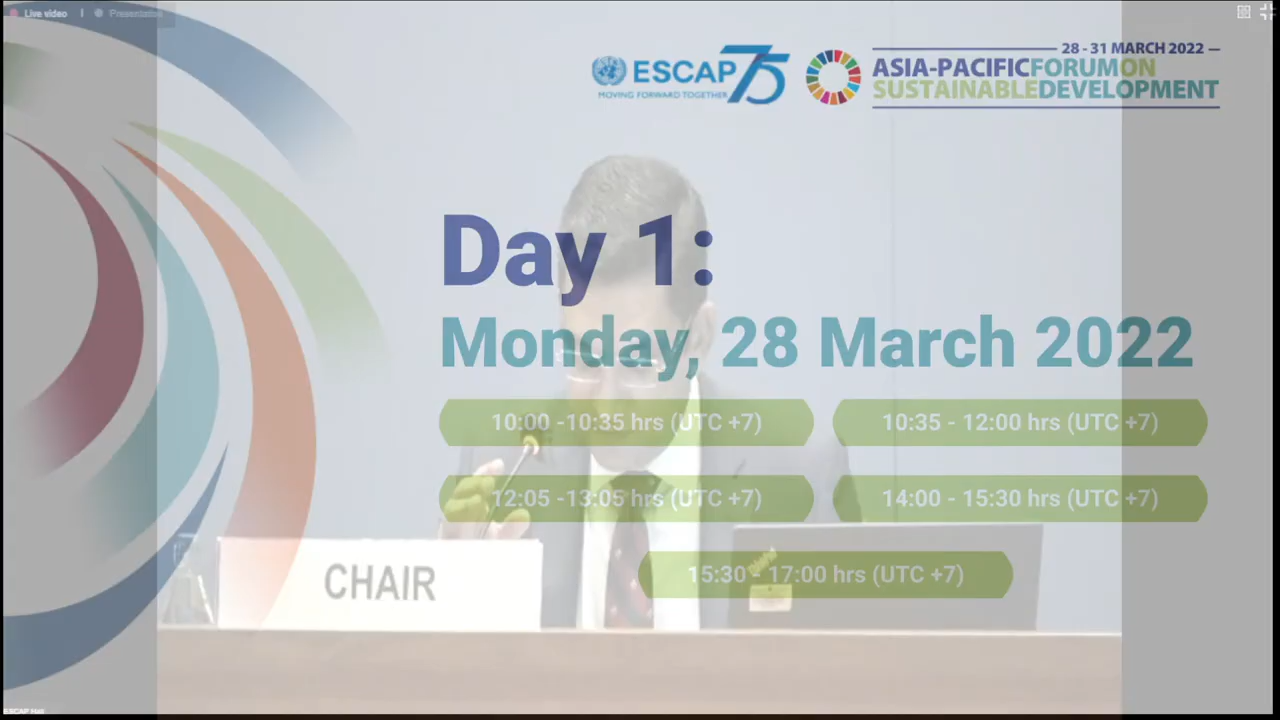 Live video
Presentation
28 - 31 MARCH 2022
ESCAP 75
MOVING FORWARD TOGETHER
ASIA-PACIFIC FORUM ON
SUSTAINABLE DEVELOPMENT
Day 1:
Monday, 28 March 2022
10:00 -10:35 hrs (UTC +7)
10:35 - 12:00 hrs (UTC +7)
12:05 -13:05 hrs (UTC +7)
14:00 - 15:30 hrs (UTC +7)
15:30 - 17:00 hrs (UTC +7)
CHAIR
ESCAP Hall